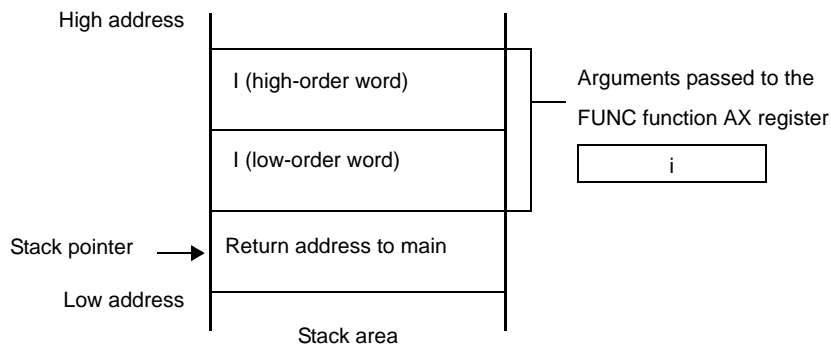 High address
I (high-order word)
Arguments passed to the
FUNC function AX register
I (low-order word)
i
Stack pointer
Return address to main
Low address
Stack area